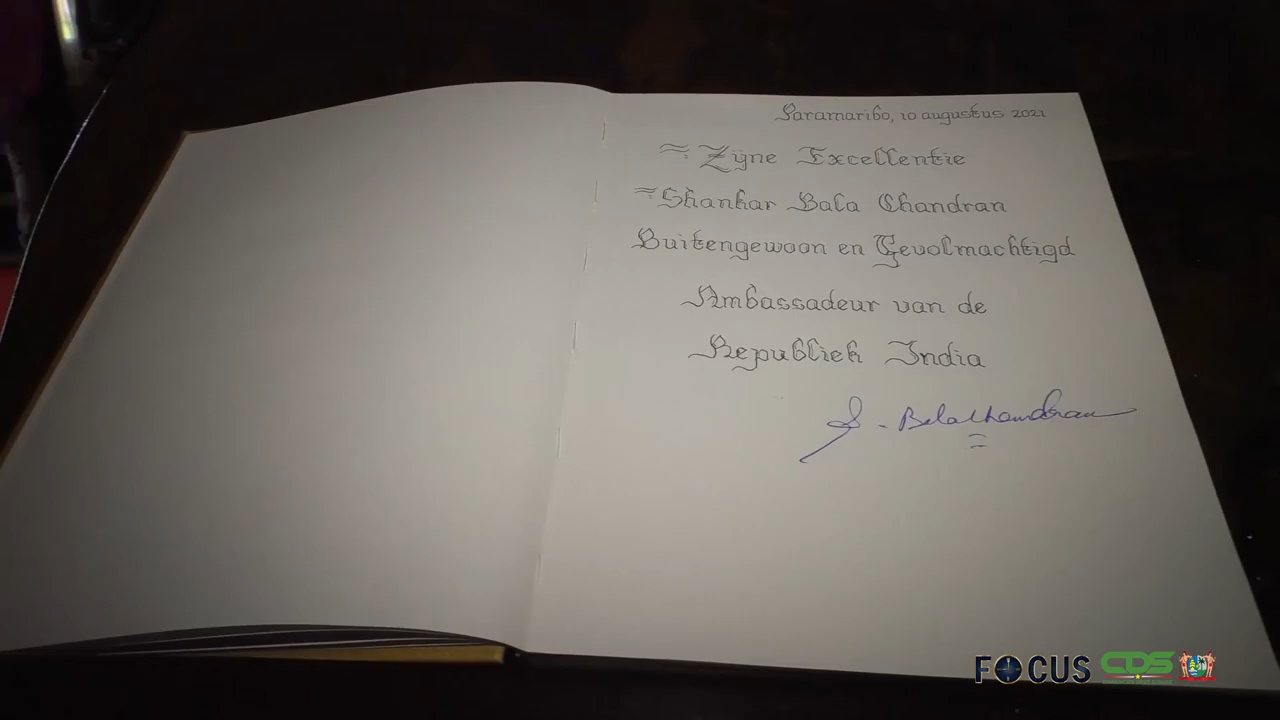 Paramaribo, 10 augustus 2021
Zijne Excellentie
Shankar Bala Chandran
Buitengewoon en Gevolmachtigd
Ambassadeur van de
Republiek India
S. Balachandran
FOCUS CDS